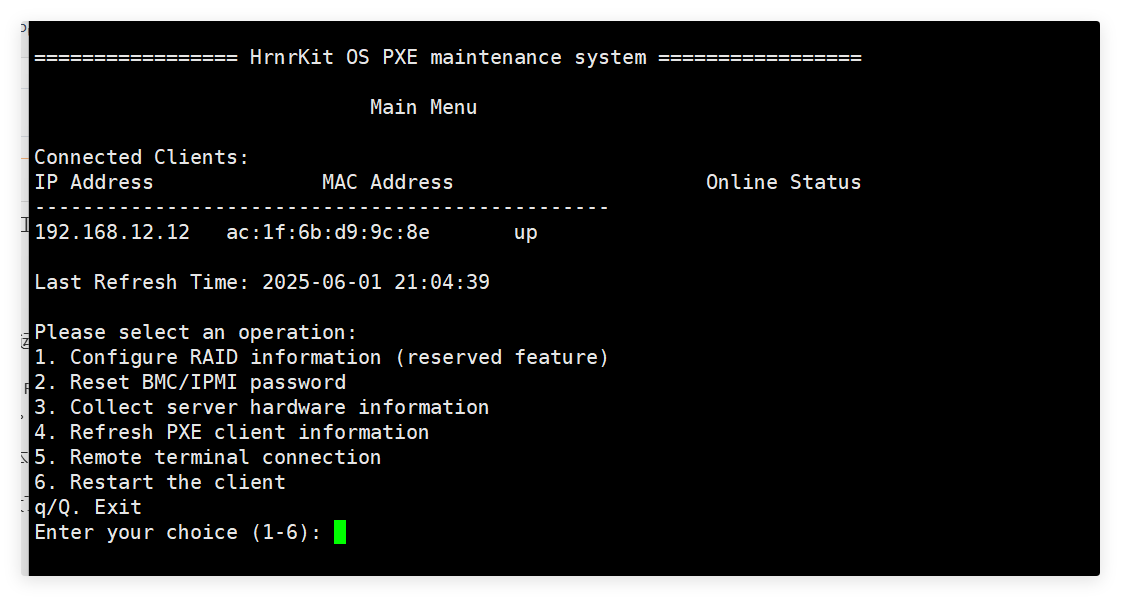 ================= HrnrKit OS PXE maintenance system =================
Main Menu
Connected Clients:
IP Address                        MAC Address                     Online Status
------------------------------------------------
192.168.12.12   ac:1f:6b:d9:9c:8e       up
Last Refresh Time: 2025-06-01 21:04:39
Please select an operation:
1. Configure RAID information (reserved feature)
2. Reset BMC/IPMI password
3. Collect server hardware information
4. Refresh PXE client information
5. Remote terminal connection
6. Restart the client
q/Q. Exit
Enter your choice (1-6):